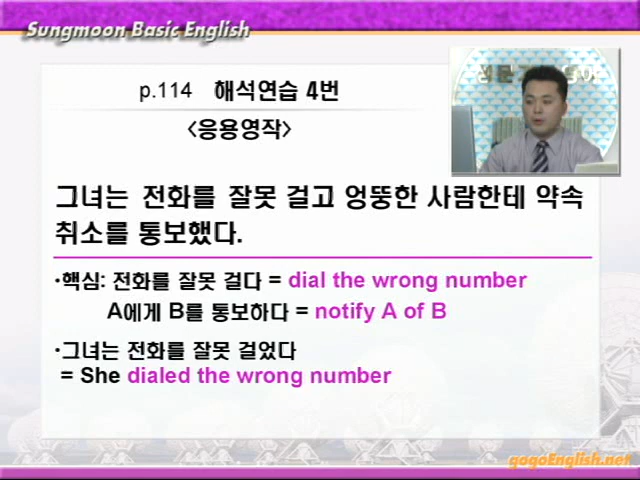 Sungmoon Basic English
p.114 해석연습 4번
<응용영작>
그녀는 전화를 잘못 걸고 엉뚱한 사람한테 약속
취소를 통보했다.
·핵심: 전화를 잘못 걸다 = dial the wrong number
A에게 B를 통보하다 = notify A of B
·그녀는 전화를 잘못 걸었다
= She dialed the wrong number
gogoEnglish.net